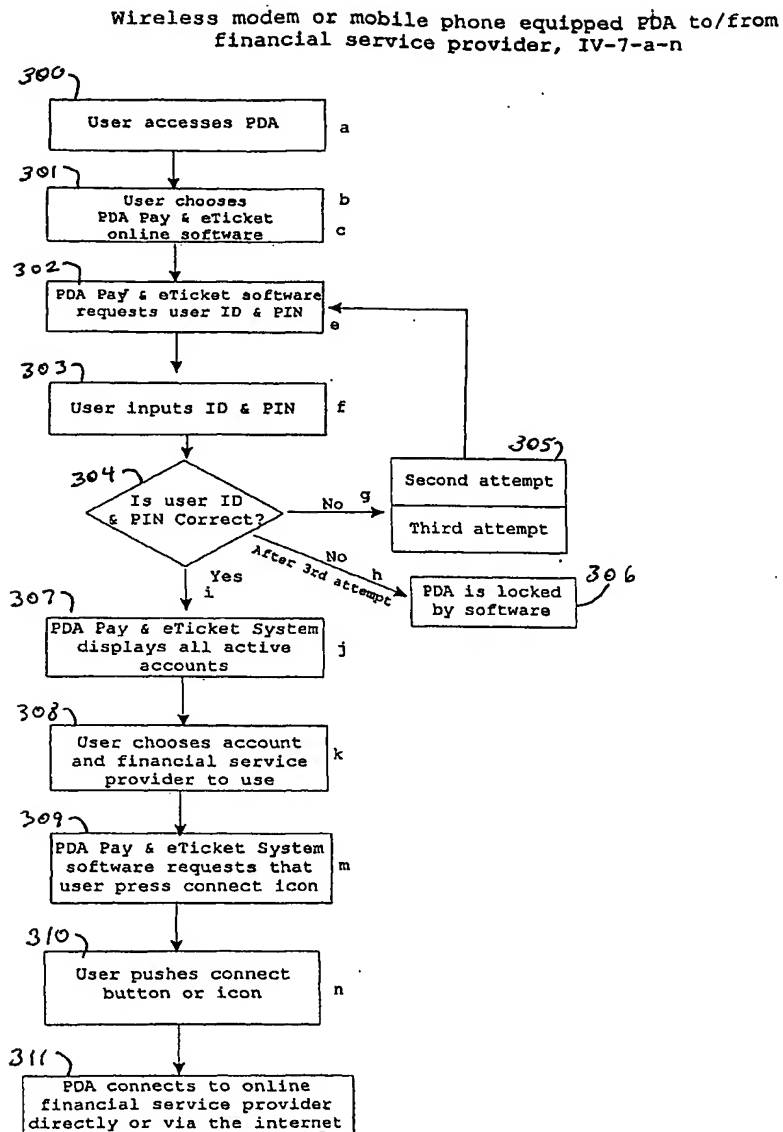 Wireless modem or mobile phone equipped PDA to/from
financial service provider, IV-7-a-n
300
User accesses PDA
a
301
User chooses
PDA Pay & eTicket
online software
b
c
302
PDA Pay & eTicket software
requests user ID & PIN
e
303
User inputs ID & PIN
f
304
Is user ID
& PIN Correct?
No g
305
Second attempt
Third attempt
No h
After 3rd attempt
306
PDA is locked
by software
Yes
i
307
PDA Pay & eTicket System
displays all active
accounts
j
308
User chooses account
and financial service
provider to use
k
309
PDA Pay & eTicket System
software requests that
user press connect icon
m
310
User pushes connect
button or icon
n
311
PDA connects to online
financial service provider
directly or via the internet